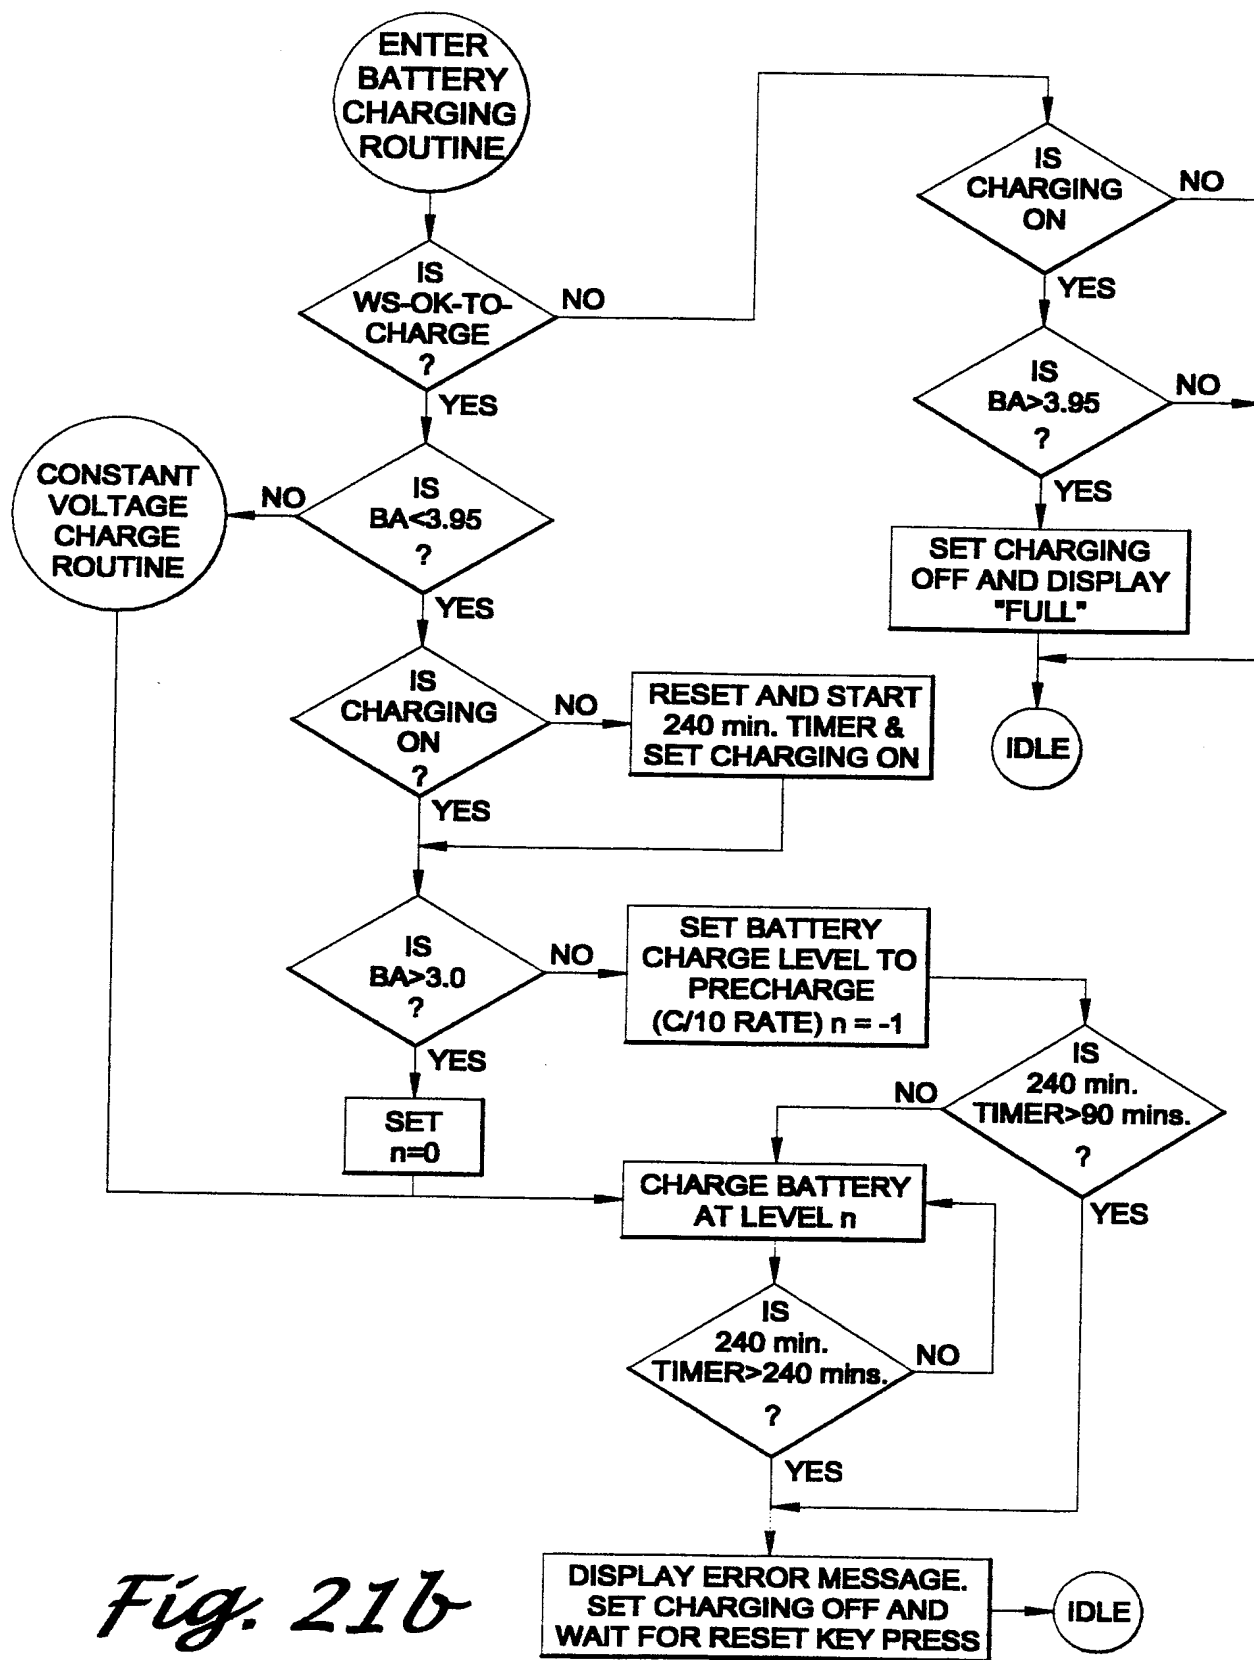 ENTER
BATTERY
CHARGING
ROUTINE
IS
WS-OK-TO-
CHARGE
?
NO
YES
IS
CHARGING
ON
NO
YES
IS
BA>3.95
?
NO
YES
SET CHARGING
OFF AND DISPLAY
"FULL"
IDLE
CONSTANT
VOLTAGE
CHARGE
ROUTINE
NO
IS
BA<3.95
?
YES
IS
CHARGING
ON
?
NO
YES
RESET AND START
240 min. TIMER &
SET CHARGING ON
IS
BA>3.0
?
NO
YES
SET BATTERY
CHARGE LEVEL TO
PRECHARGE
(C/10 RATE) n = -1
IS
240 min.
TIMER>90 mins.
?
NO
YES
SET
n=0
CHARGE BATTERY
AT LEVEL n
IS
240 min.
TIMER>240 mins.
?
NO
YES
DISPLAY ERROR MESSAGE.
SET CHARGING OFF AND
WAIT FOR RESET KEY PRESS
IDLE
Fig. 21b